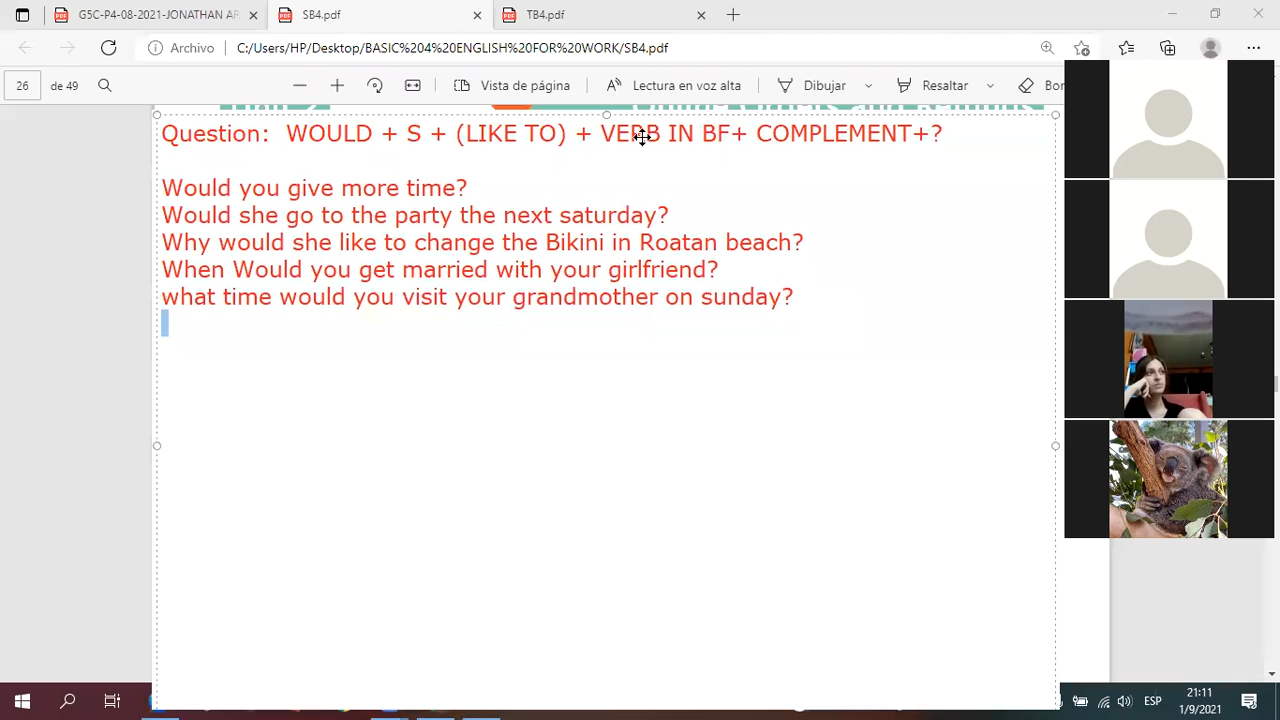 G5C-P4-08-2021-JONATHAN AR
SB4.pdf
TB4.pdf
Archivo
C:/Users/HP/Desktop/BASIC%204%20ENGLISH%20FOR%20WORK/SB4.pdf
26
de 49
Vista de página
Lectura en voz alta
Dibujar
Resaltar
Bor
Question: WOULD + S + (LIKE TO) + VERB IN BF+ COMPLEMENT+?
Would you give more time?
Would she go to the party the next saturday?
Why would she like to change the Bikini in Roatan beach?
When Would you get married with your girlfriend?
what time would you visit your grandmother on sunday?
ESP
21:11
1/9/2021